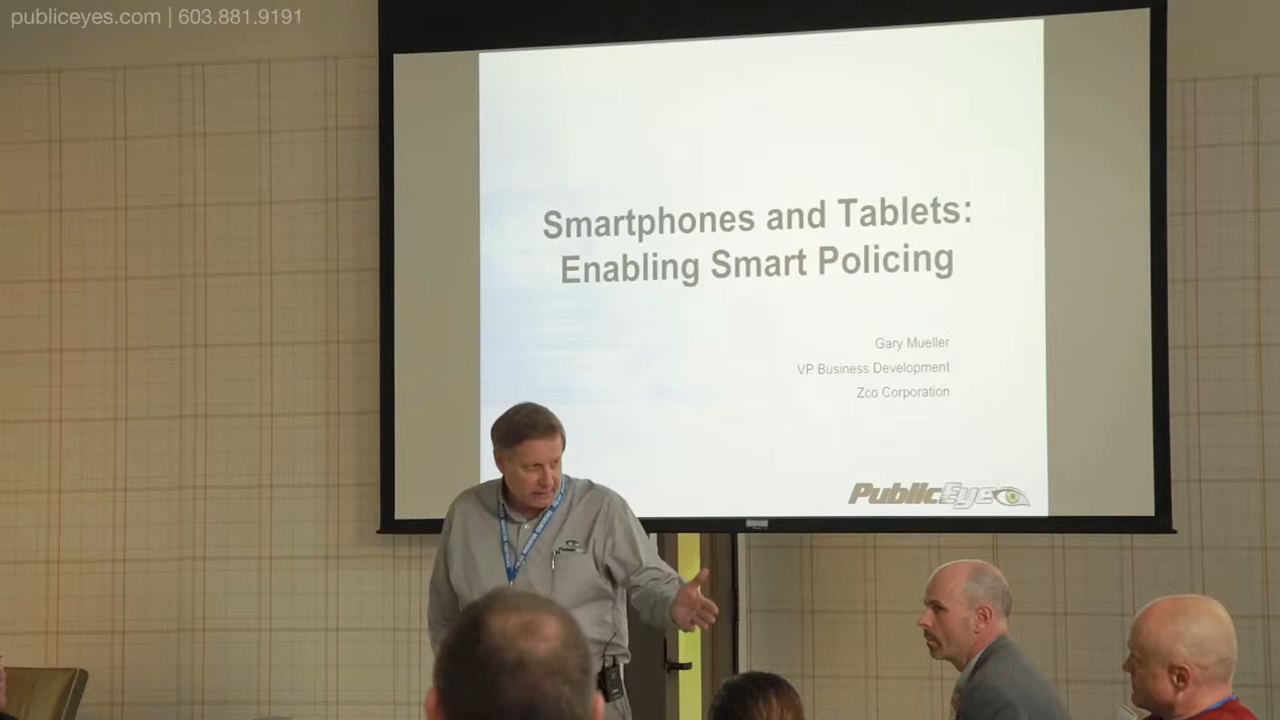 publiceyes.com | 603.881.9191
Smartphones and Tablets:
Enabling Smart Policing
Gary Mueller
VP Business Development
Zco Corporation
PublicEye